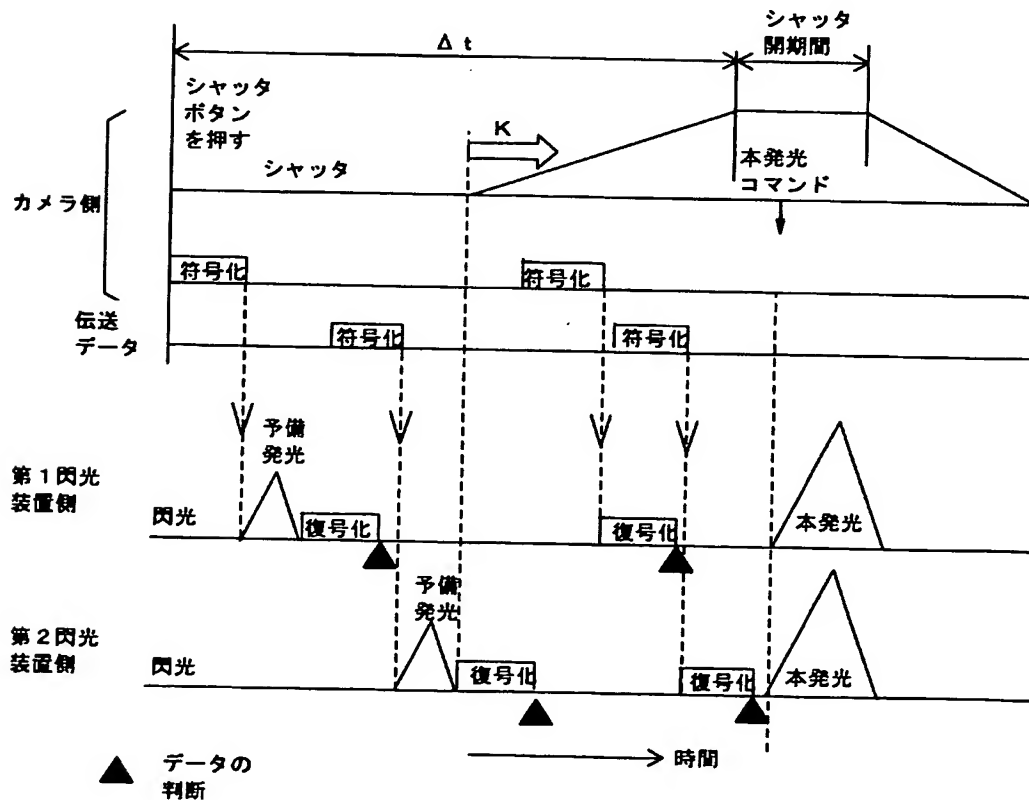 シャッタ
開期間
Δt
シャッタ
ボタン
を押す
K
シャッタ
本発光
コマンド
カメラ側
符号化
符号化
伝送
データ
符号化
符号化
予備
発光
第1閃光
装置側
閃光
復号化
復号化
本発光
予備
発光
第2閃光
装置側
閃光
復号化
復号化
本発光
時間
データの
判断